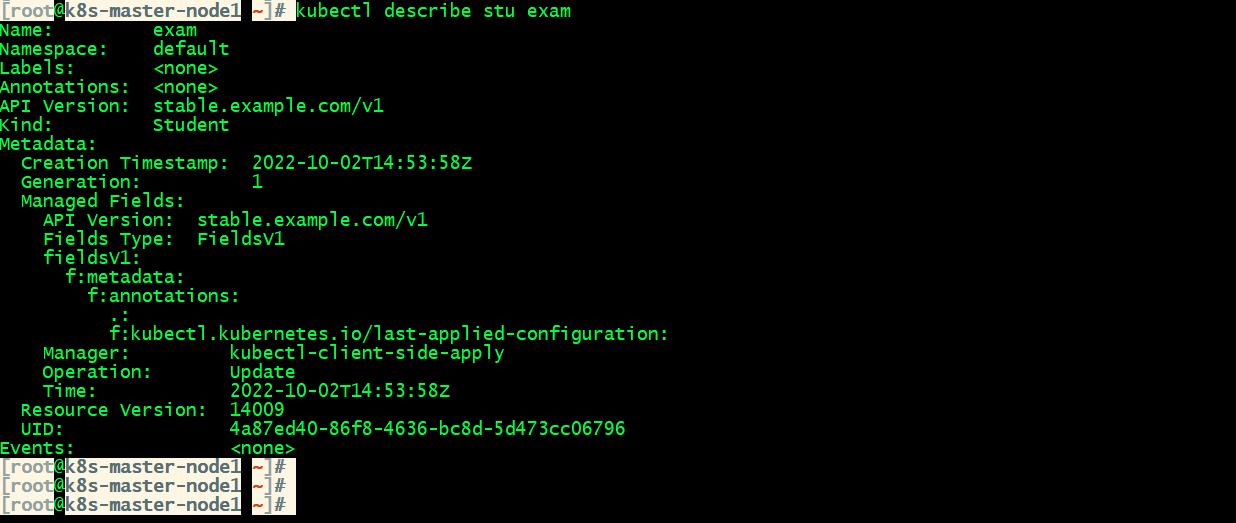 [root@k8s-master-node1 ~]# kubectl describe stu exam
Name:         exam
Namespace:    default
Labels:       <none>
Annotations:  <none>
API Version:  stable.example.com/v1
Kind:         Student
Metadata:
  Creation Timestamp:  2022-10-02T14:53:58Z
  Generation:          1
  Managed Fields:
    API Version:  stable.example.com/v1
    Fields Type:  FieldsV1
    fieldsV1:
      f:metadata:
        f:annotations:
          .:
          f:kubectl.kubernetes.io/last-applied-configuration:
    Manager:         kubectl-client-side-apply
    Operation:       Update
    Time:            2022-10-02T14:53:58Z
  Resource Version:  14009
  UID:               4a87ed40-86f8-4636-bc8d-5d473cc06796
Events:              <none>
[root@k8s-master-node1 ~]#
[root@k8s-master-node1 ~]#
[root@k8s-master-node1 ~]#